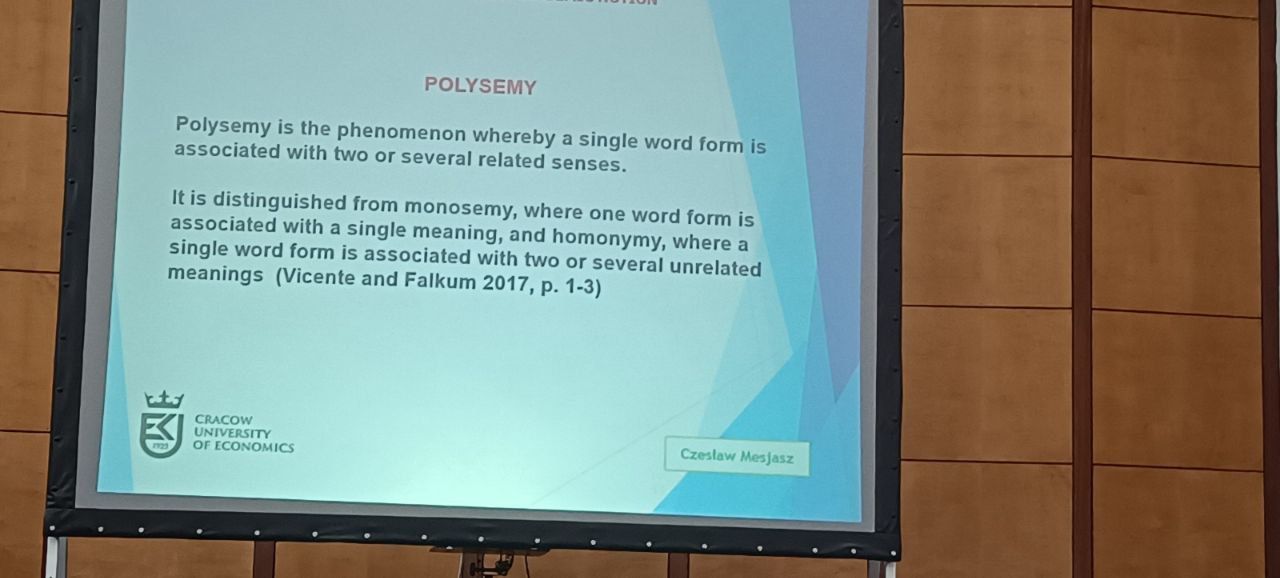 POLYSEMY
Polysemy is the phenomenon whereby a single word form is
associated with two or several related senses.
It is distinguished from monosemy, where one word form is
associated with a single meaning, and homonymy, where a
single word form is associated with two or several unrelated
meanings (Vicente and Falkum 2017, p. 1-3)
CRACOW
UNIVERSITY
OF ECONOMICS
1925
Czesław Mesjasz